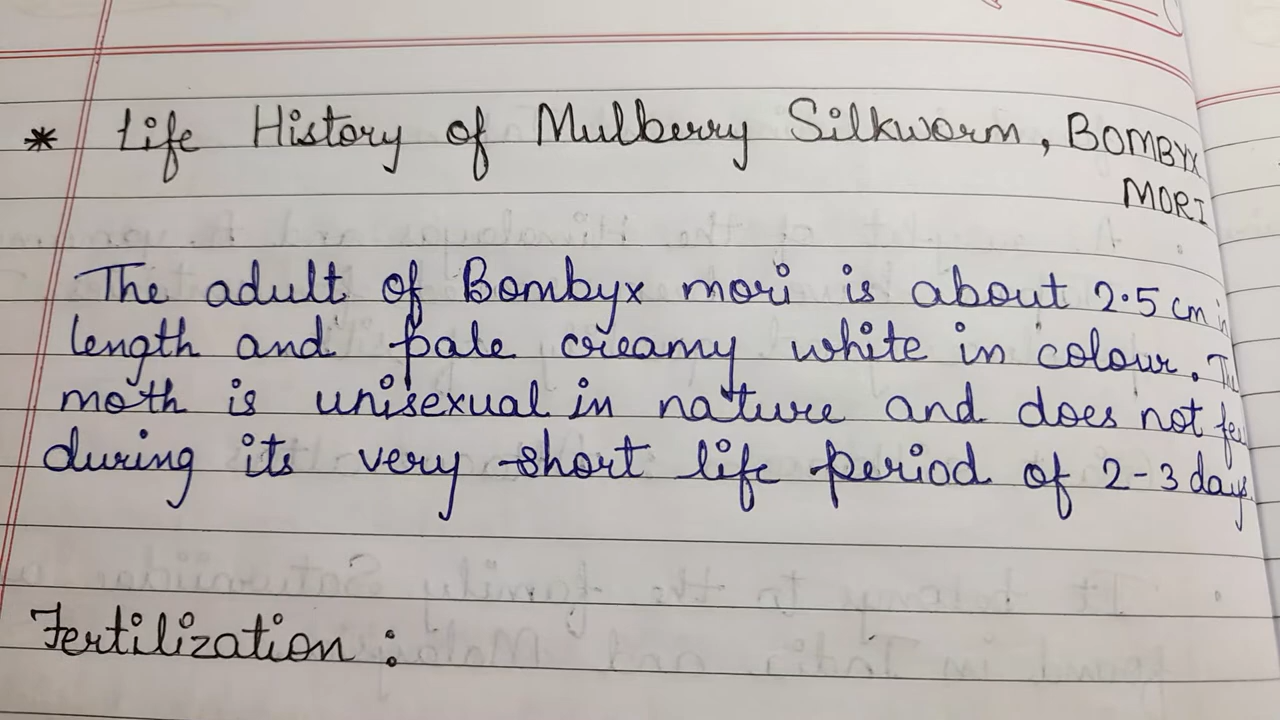 * Life History of Mulberry Silkworm, BOMBYX
MORI
The adult of Bombyx mori is about 2.5 cm in
length and pale creamy white in colour. The
moth is unisexual in nature and does not
during its very short life period of 2-3 days.
Fertilization :